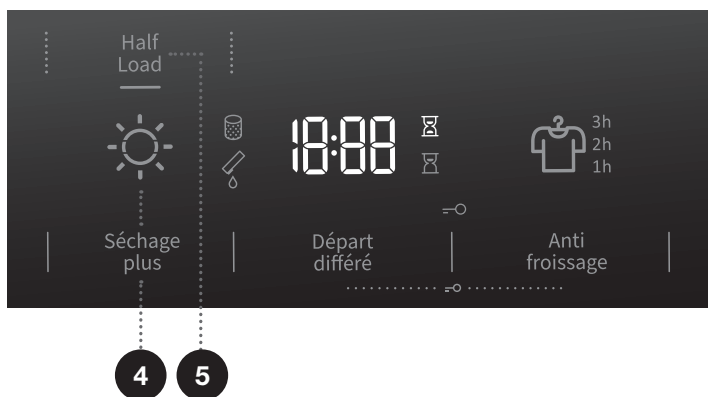 Half
Load
18:88
3h
2h
1h
Séchage
plus
Départ
différé
Anti
froissage
4
5